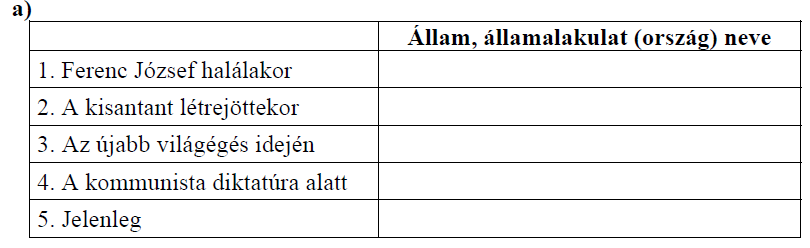 a)
Állam, államalakulat (ország) neve
1. Ferenc József halálakor
2. A kisantant létrejöttekor
3. Az újabb világégés idején
4. A kommunista diktatúra alatt
5. Jelenleg